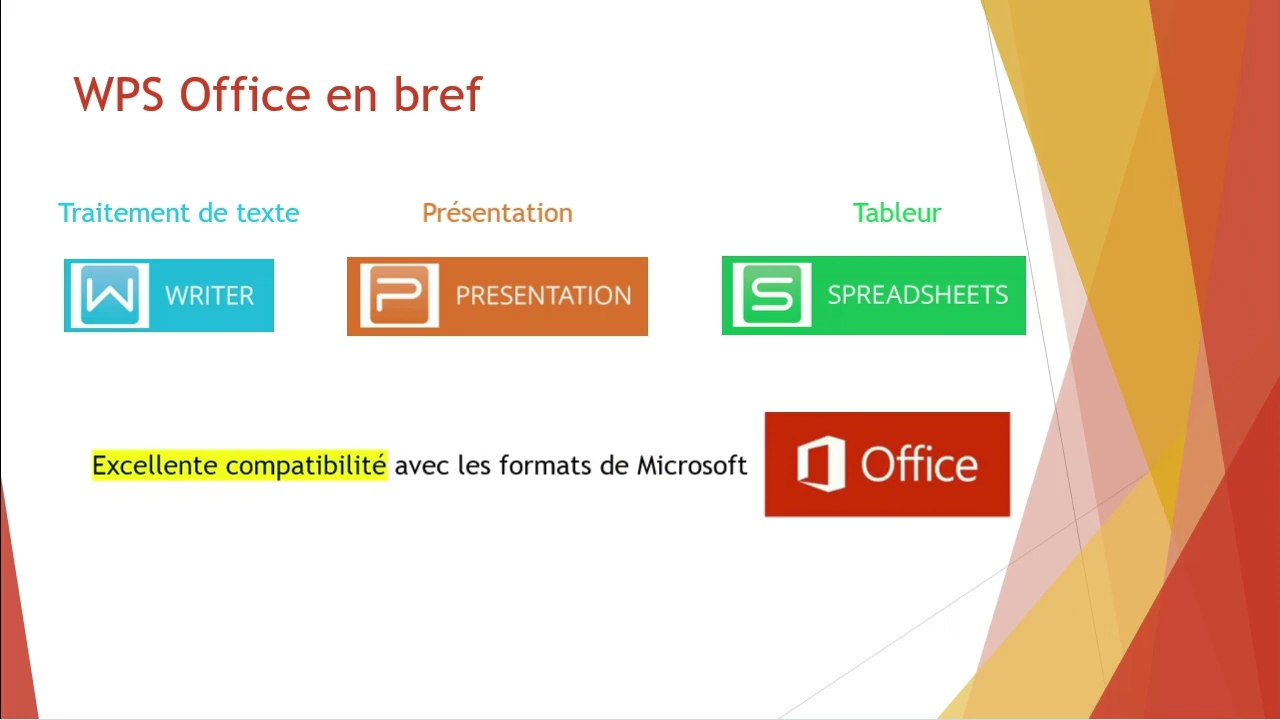 WPS Office en bref
Traitement de texte
Présentation
Tableur
W WRITER
P PRESENTATION
S SPREADSHEETS
Excellente compatibilité avec les formats de Microsoft
Office